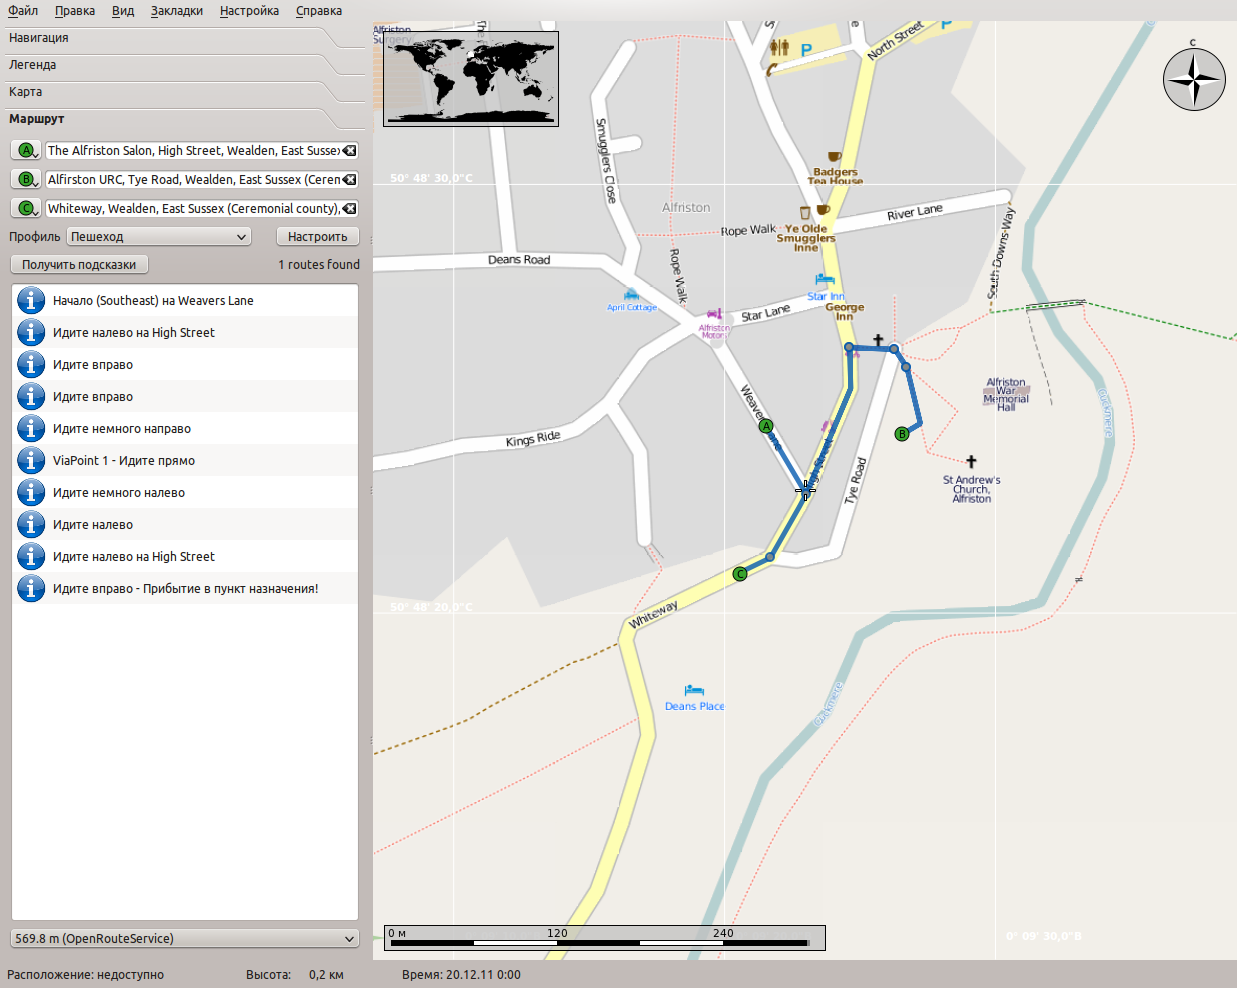 Файл Правка Вид Закладки Настройка Справка
Навигация
Легенда
Карта
Маршрут
A The Alfriston Salon, High Street, Wealden, East Susse
B Alfirston URC, Tye Road, Wealden, East Sussex (Ceren
C Whiteway, Wealden, East Sussex (Ceremonial county),
Профиль Пешеход Настроить
Получить подсказки 1 routes found
Начало (Southeast) на Weavers Lane
Идите налево на High Street
Идите вправо
Идите вправо
Идите немного направо
ViaPoint 1 - Идите прямо
Идите немного налево
Идите налево
Идите налево на High Street
Идите вправо - Прибытие в пункт назначения!
569.8 m (OpenRouteService)
Расположение: недоступно Высота: 0,2 км Время: 20.12.11 0:00
Alfriston
Surgery
The
North Street
P
P
с
Smugglers Close
Badgers
Tea House
50° 48' 30,0"С
Alfriston
River Lane
Rope Walk
Ye Olde
Smugglers
Inne
South Downs Way
Deans Road
Rope Walk
Star Inn
April Cottage
George
Inn
Star Lane
Alfriston
Motors
Alfriston
War
Memorial
Hall
Cuckmere
A
B
High Street
Kings Ride
Tye Road
St Andrew's
Church,
Alfriston
C
50° 48' 20,0"С
Whiteway
Deans Place
Cuckmere
0 м 120 240
0° 09' 30,0"В